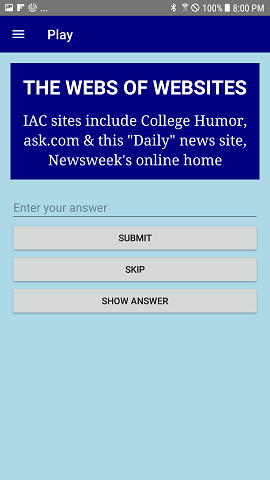 ... 100% 8:00 PM
Play
THE WEBS OF WEBSITES
IAC sites include College Humor,
ask.com & this "Daily" news site,
Newsweek's online home
Enter your answer
SUBMIT
SKIP
SHOW ANSWER